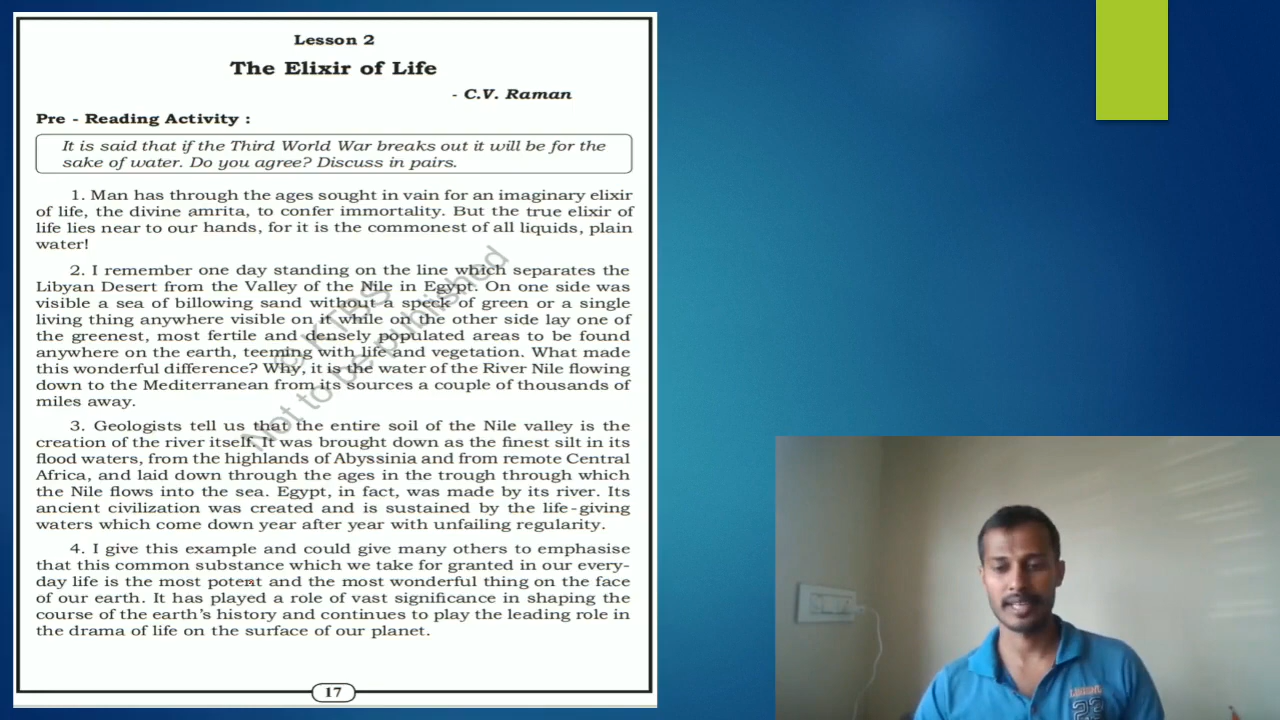 Lesson 2
The Elixir of Life
- C.V. Raman
Pre - Reading Activity :
It is said that if the Third World War breaks out it will be for the
sake of water. Do you agree? Discuss in pairs.
1. Man has through the ages sought in vain for an imaginary elixir
of life, the divine amrita, to confer immortality. But the true elixir of
life lies near to our hands, for it is the commonest of all liquids, plain
water!
2. I remember one day standing on the line which separates the
Libyan Desert from the Valley of the Nile in Egypt. On one side was
visible a sea of billowing sand without a speck of green or a single
living thing anywhere visible on it while on the other side lay one of
the greenest, most fertile and densely populated areas to be found
anywhere on the earth, teeming with life and vegetation. What made
this wonderful difference? Why, it is the water of the River Nile flowing
down to the Mediterranean from its sources a couple of thousands of
miles away.
3. Geologists tell us that the entire soil of the Nile valley is the
creation of the river itself. It was brought down as the finest silt in its
flood waters, from the highlands of Abyssinia and from remote Central
Africa, and laid down through the ages in the trough through which
the Nile flows into the sea. Egypt, in fact, was made by its river. Its
ancient civilization was created and is sustained by the life-giving
waters which come down year after year with unfailing regularity.
4. I give this example and could give many others to emphasise
that this common substance which we take for granted in our every-
day life is the most potent and the most wonderful thing on the face
of our earth. It has played a role of vast significance in shaping the
course of the earth's history and continues to play the leading role in
the drama of life on the surface of our planet.
© KTBS
Not to be published
17
23